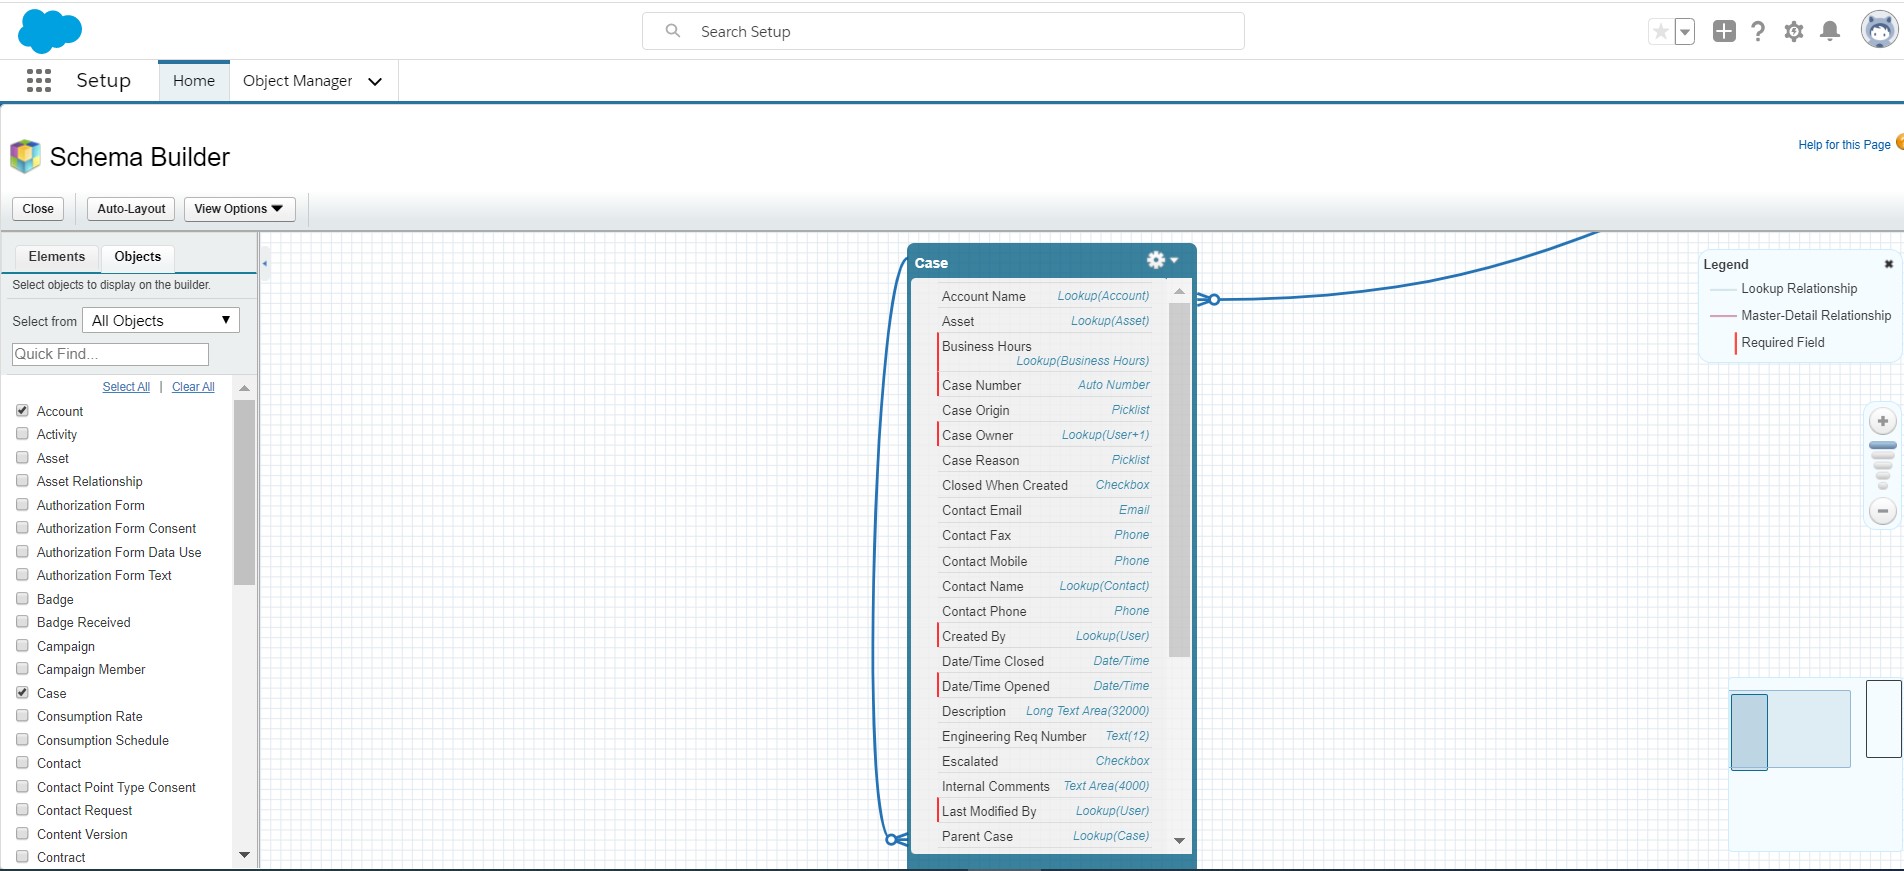 Search Setup
Setup
Home
Object Manager
Schema Builder
Help for this Page
Close
Auto-Layout
View Options
Elements
Objects
Select objects to display on the builder.
Select from
All Objects
Quick Find...
Select All | Clear All
Account
Activity
Asset
Asset Relationship
Authorization Form
Authorization Form Consent
Authorization Form Data Use
Authorization Form Text
Badge
Badge Received
Campaign
Campaign Member
Case
Consumption Rate
Consumption Schedule
Contact
Contact Point Type Consent
Contact Request
Content Version
Contract
Case
Account Name Lookup(Account)
Asset Lookup(Asset)
Business Hours
Lookup(Business Hours)
Case Number Auto Number
Case Origin Picklist
Case Owner Lookup(User+1)
Case Reason Picklist
Closed When Created Checkbox
Contact Email Email
Contact Fax Phone
Contact Mobile Phone
Contact Name Lookup(Contact)
Contact Phone Phone
Created By Lookup(User)
Date/Time Closed Date/Time
Date/Time Opened Date/Time
Description Long Text Area(32000)
Engineering Req Number Text(12)
Escalated Checkbox
Internal Comments Text Area(4000)
Last Modified By Lookup(User)
Parent Case Lookup(Case)
Legend
Lookup Relationship
Master-Detail Relationship
Required Field